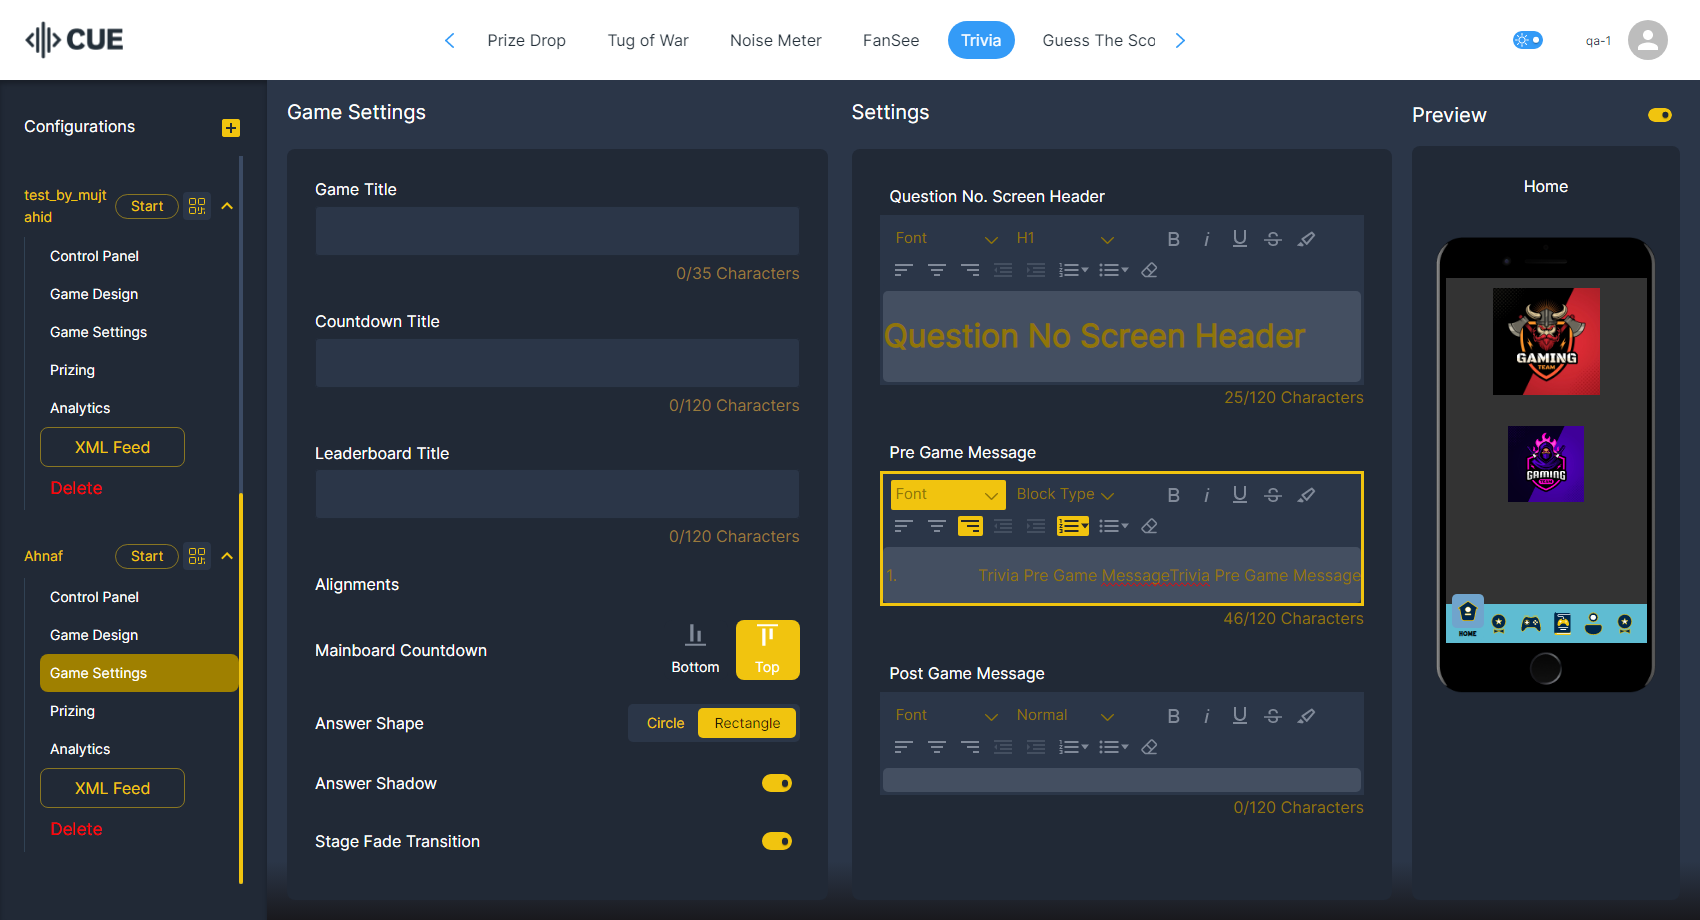 CUE
Prize Drop
Tug of War
Noise Meter
FanSee
Trivia
Guess The Sco
qa-1
Configurations
test_by_mujt
ahid
Start
Control Panel
Game Design
Game Settings
Prizing
Analytics
XML Feed
Delete
Ahnaf
Start
Control Panel
Game Design
Game Settings
Prizing
Analytics
XML Feed
Delete
Game Settings
Game Title
0/35 Characters
Countdown Title
0/120 Characters
Leaderboard Title
0/120 Characters
Alignments
Mainboard Countdown
Bottom
Top
Answer Shape
Circle
Rectangle
Answer Shadow
Stage Fade Transition
Settings
Question No. Screen Header
Font
H1
Question No Screen Header
25/120 Characters
Pre Game Message
Font
Block Type
1. Trivia Pre Game MessageTrivia Pre Game Message
46/120 Characters
Post Game Message
Font
Normal
0/120 Characters
Preview
Home
GAMING
TEAM
GAMING
HOME